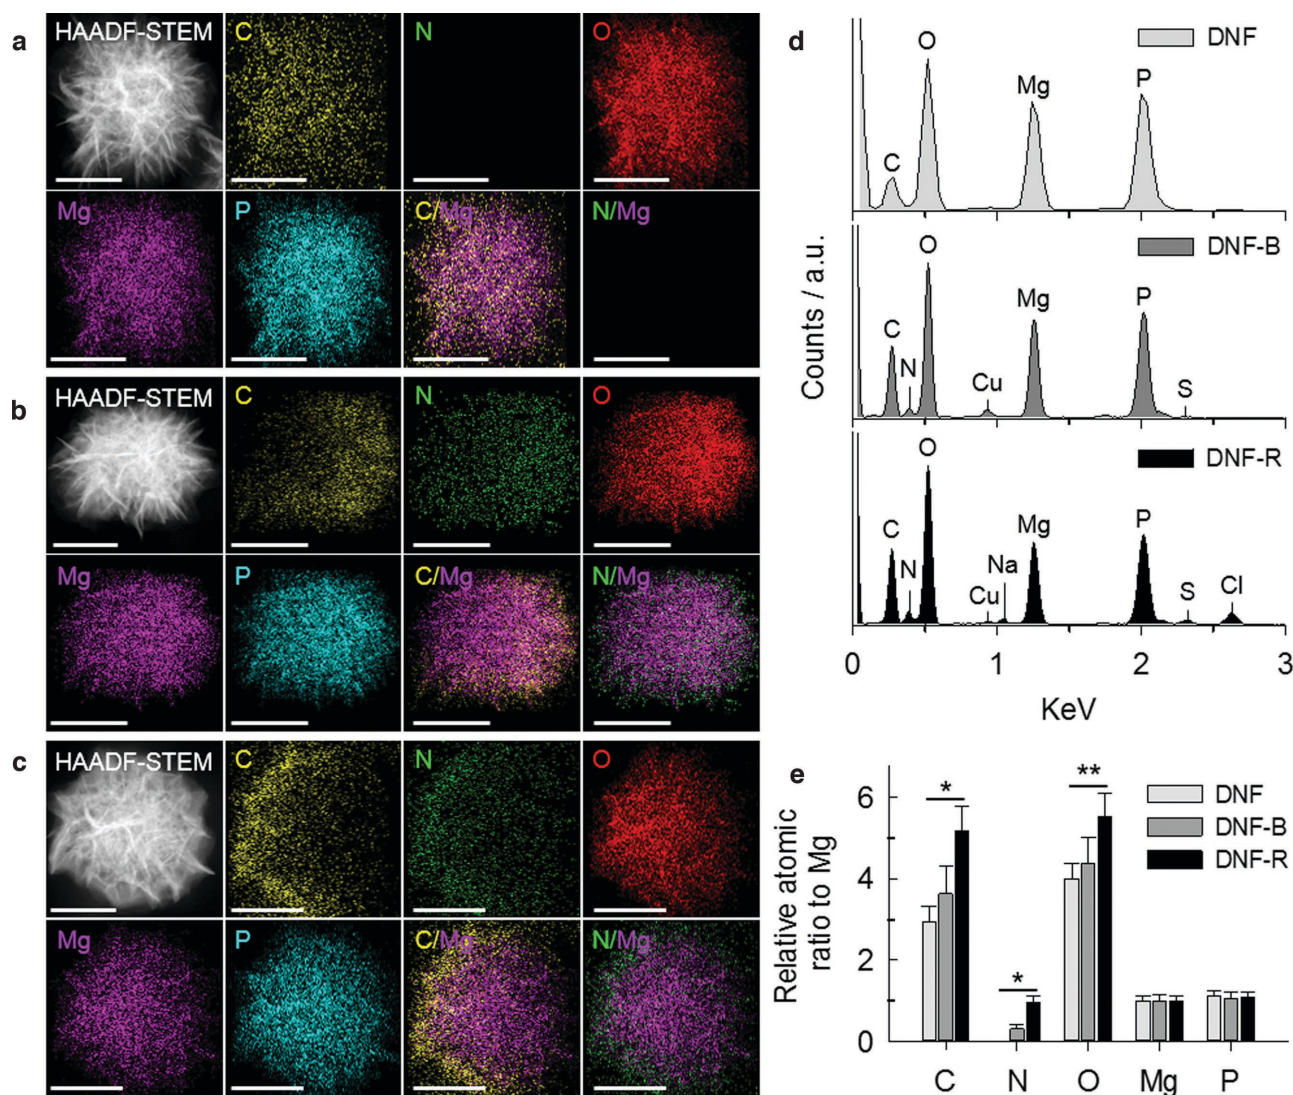 a
HAADF-STEM
C
N
O
Mg
P
C/Mg
N/Mg
b
HAADF-STEM
C
N
O
Mg
P
C/Mg
N/Mg
c
HAADF-STEM
C
N
O
Mg
P
C/Mg
N/Mg
d
DNF
C
O
Mg
P
DNF-B
C
N
O
Cu
Mg
P
S
DNF-R
C
N
O
Cu
Na
Mg
P
S
Cl
Counts / a.u.
0 1 2 3
KeV
e
DNF
DNF-B
DNF-R
* * **
Relative atomic
ratio to Mg
6
4
2
0
C N O Mg P